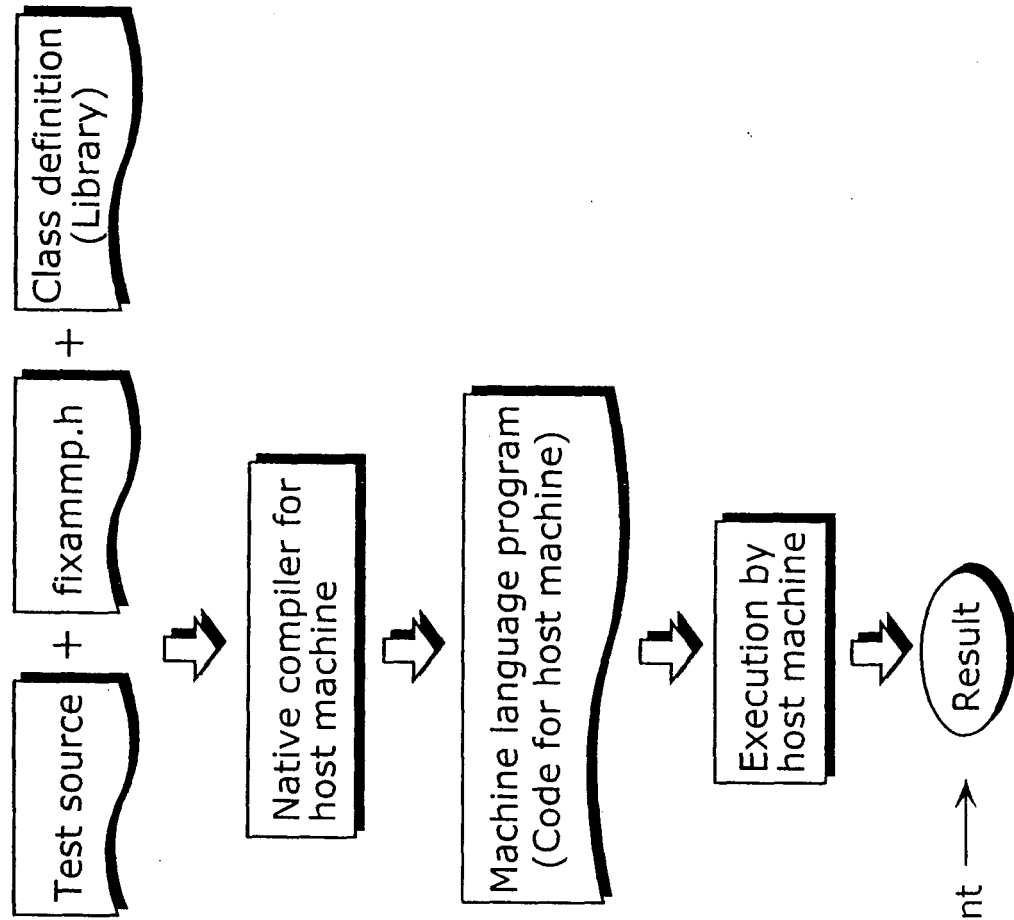 Test source + fixammp.h + Class definition
(Library)
Native compiler for
host machine
Machine language program
(Code for host machine)
Execution by
host machine
Result
nt